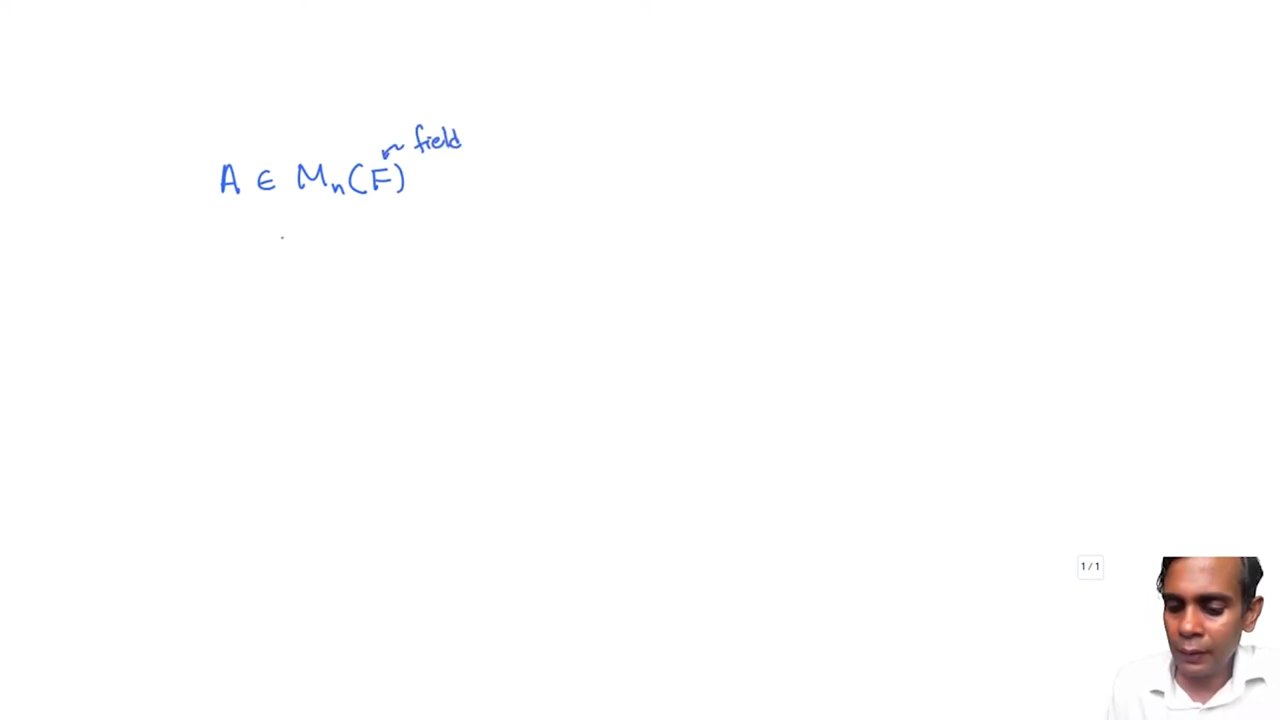 field
A ∈ Mₙ(F)
1 / 1